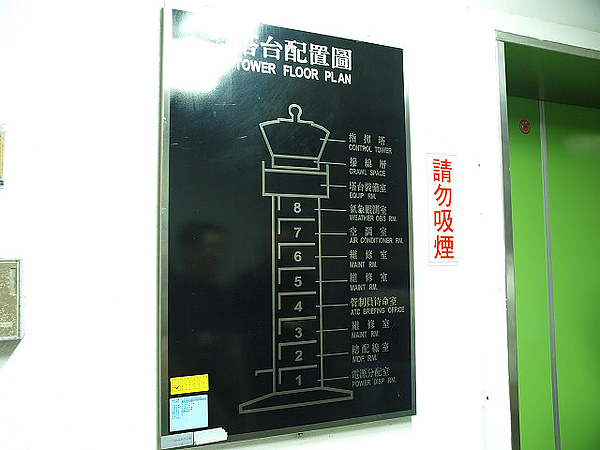 塔台配置圖
TOWER FLOOR PLAN
指揮塔
CONTROL TOWER
接線層
CRAWL SPACE
塔台裝備室
EQUIP RM.
8
氣象觀測室
WEATHER OBS RM.
7
空調室
AIR CONDITIONER RM.
6
維修室
MAINT RM.
5
維修室
MAINT RM.
4
管制員待命室
ATC BRIEFING OFFICE
3
維修室
MAINT RM.
2
總配線室
MDF. RM.
1
電源分配室
POWER DISP RM.
請勿吸煙